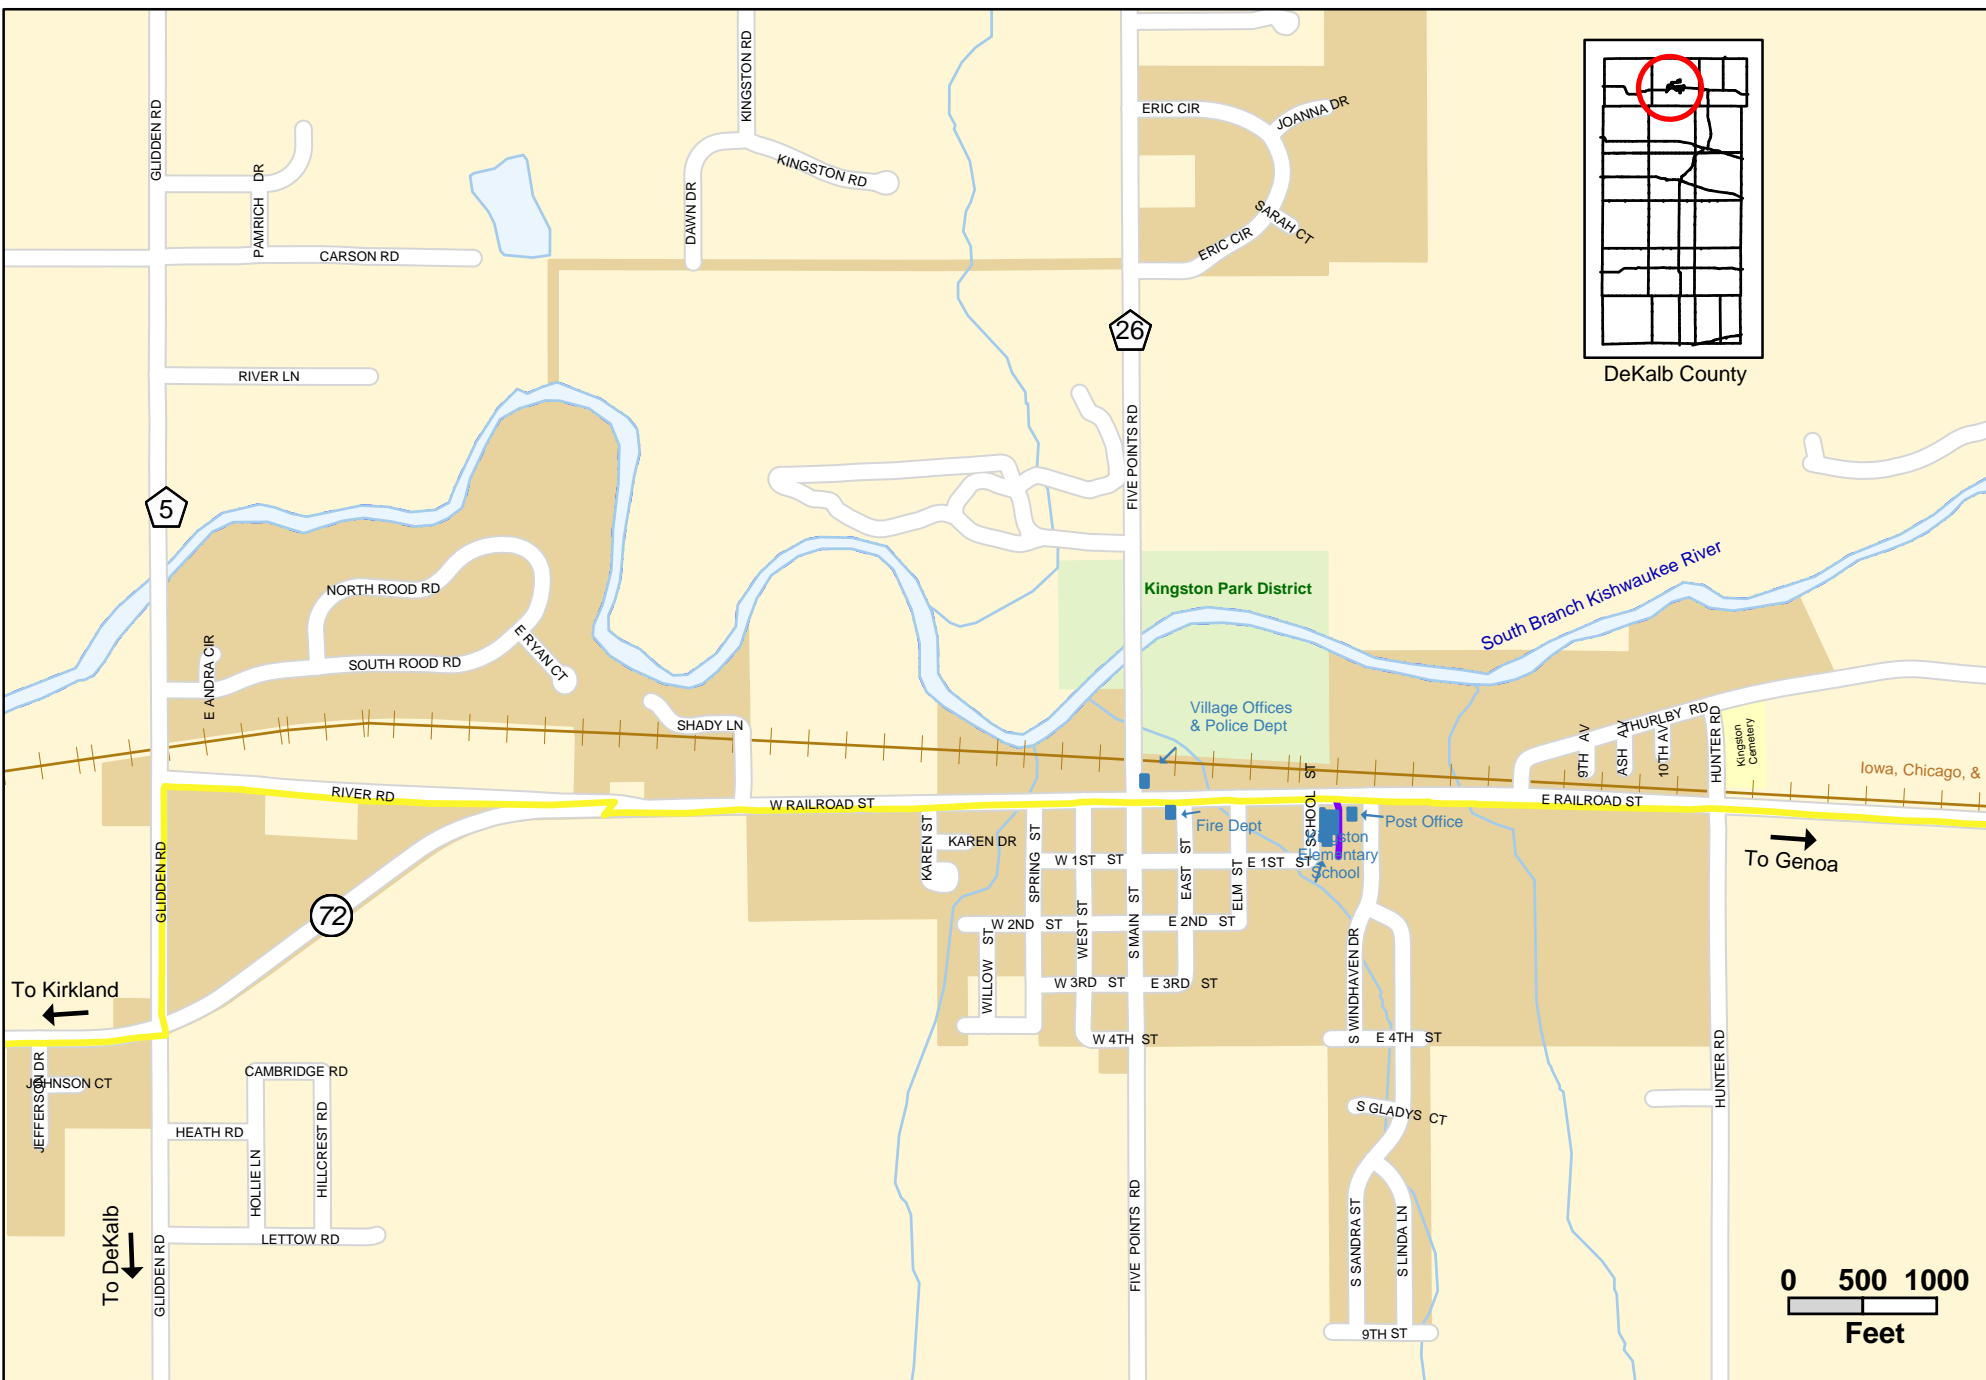 KINGSTON RD
GLIDDEN RD
ERIC CIR
JOANNA DR
PAMRICH DR
KINGSTON RD
DAWN DR
SARAH CT
ERIC CIR
CARSON RD
26
DeKalb County
RIVER LN
FIVE POINTS RD
5
South Branch Kishwaukee River
NORTH ROOD RD
Kingston Park District
E RYAN CT
E ANDRA CIR
SOUTH ROOD RD
Village Offices
& Police Dept
SHADY LN
THURLBY RD
HUNTER RD
9TH AV
ASH AV
10TH AV
Kingston
Cemetery
Iowa, Chicago, &
RIVER RD
W RAILROAD ST
E RAILROAD ST
SCHOOL ST
Fire Dept
Post Office
Kingston
Elementary
School
To Genoa
KAREN ST
KAREN DR
SPRING ST
W 1ST ST
E 1ST ST
EAST ST
ELM ST
GLIDDEN RD
72
W 2ND ST
E 2ND ST
WILLOW ST
WEST ST
S MAIN ST
S WINDHAVEN DR
W 3RD ST
E 3RD ST
To Kirkland
W 4TH ST
E 4TH ST
HUNTER RD
JEFFERSON DR
JOHNSON CT
CAMBRIDGE RD
S GLADYS CT
HEATH RD
HOLLIE LN
HILLCREST RD
LETTOW RD
To DeKalb
GLIDDEN RD
FIVE POINTS RD
S SANDRA ST
S LINDA LN
9TH ST
0 500 1000
Feet